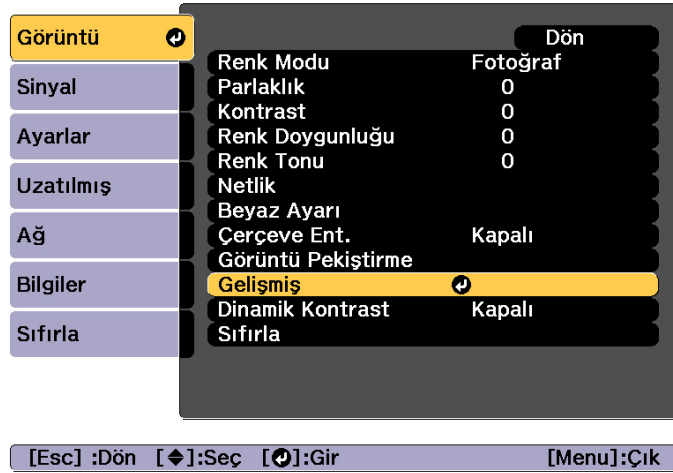 Görüntü
Sinyal
Ayarlar
Uzatılmış
Ağ
Bilgiler
Sıfırla
Dön
Renk Modu Fotoğraf
Parlaklık 0
Kontrast 0
Renk Doygunluğu 0
Renk Tonu 0
Netlik
Beyaz Ayarı
Çerçeve Ent. Kapalı
Görüntü Pekiştirme
Gelişmiş
Dinamik Kontrast Kapalı
Sıfırla
[Esc] :Dön [◆]:Seç [↵]:Gir [Menu]:Çık